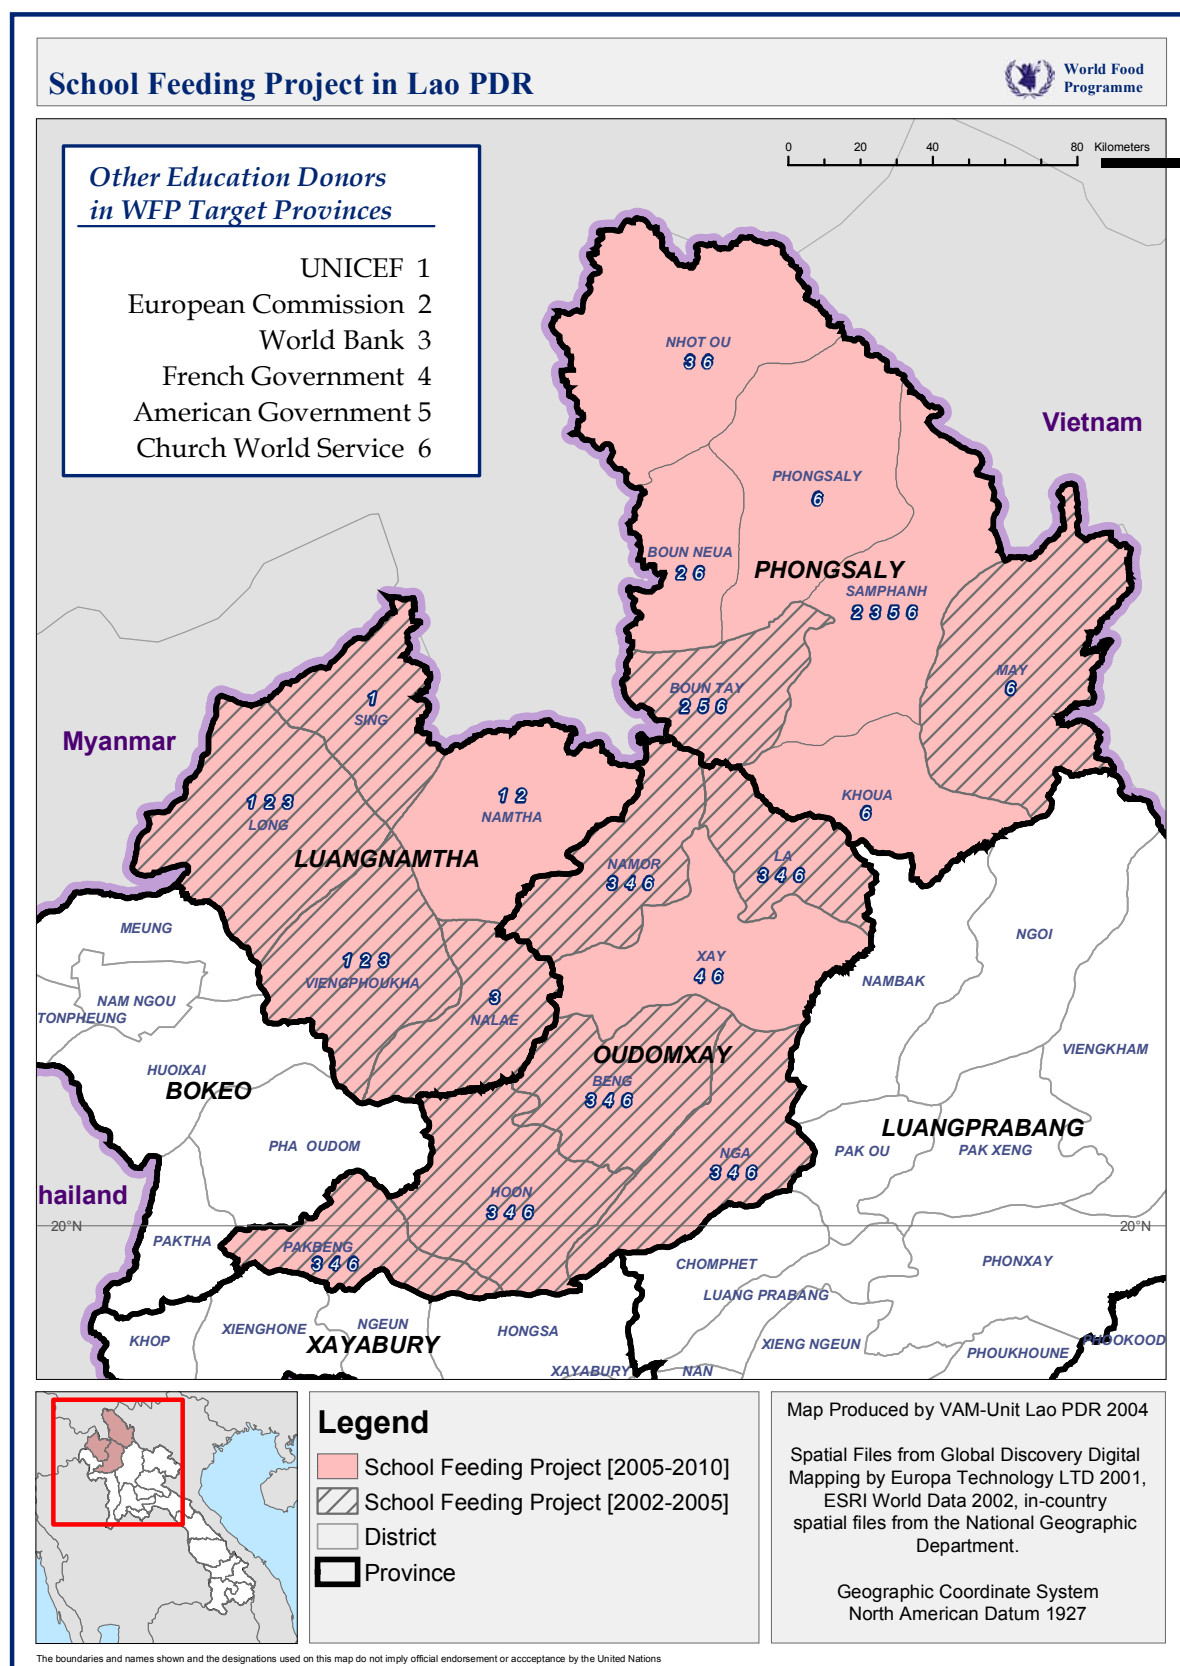 School Feeding Project in Lao PDR
World Food
Programme
Other Education Donors
in WFP Target Provinces
UNICEF 1
European Commission 2
World Bank 3
French Government 4
American Government 5
Church World Service 6
0 20 40 80 Kilometers
NHOT OU
3 6
Vietnam
PHONGSALY
6
BOUN NEUA
2 6
PHONGSALY
SAMPHANH
2 3 5 6
MAY
6
BOUN TAY
2 5 6
1
SING
Myanmar
1 2 3
LONG
1 2
NAMTHA
KHOUA
6
LUANGNAMTHA
NAMOR
3 4 6
LA
3 4 6
MEUNG
NGOI
1 2 3
VIENGPHOUKHA
XAY
4 6
NAMBAK
NAM NGOU
TONPHEUNG
3
NALAE
VIENGKHAM
HUOIXAI
BOKEO
OUDOMXAY
BENG
3 4 6
LUANGPRABANG
PHA OUDOM
NGA
3 4 6
PAK OU
PAK XENG
hailand
HOON
3 4 6
20°N
20°N
PAKTHA
PAKBENG
3 4 6
CHOMPHET
PHONXAY
LUANG PRABANG
KHOP
XIENGHONE
NGEUN
XAYABURY
HONGSA
XIENG NGEUN
PHOUKHOUNE
PHOOKOOD
XAYABURY
NAN
Legend
School Feeding Project [2005-2010]
School Feeding Project [2002-2005]
District
Province
Map Produced by VAM-Unit Lao PDR 2004
Spatial Files from Global Discovery Digital
Mapping by Europa Technology LTD 2001,
ESRI World Data 2002, in-country
spatial files from the National Geographic
Department.
Geographic Coordinate System
North American Datum 1927
The boundaries and names shown and the designations used on this map do not imply official endorsement or accceptance by the United Nations